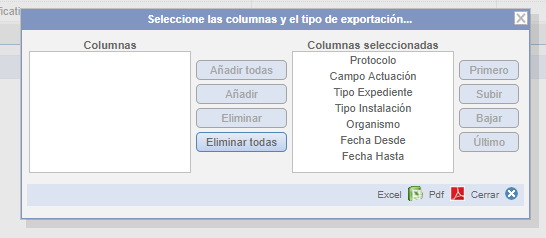 ficati
Seleccione las columnas y el tipo de exportación...
Columnas
Columnas seleccionadas
Añadir todas
Añadir
Eliminar
Eliminar todas
Protocolo
Campo Actuación
Tipo Expediente
Tipo Instalación
Organismo
Fecha Desde
Fecha Hasta
Primero
Subir
Bajar
Último
Excel Pdf Cerrar